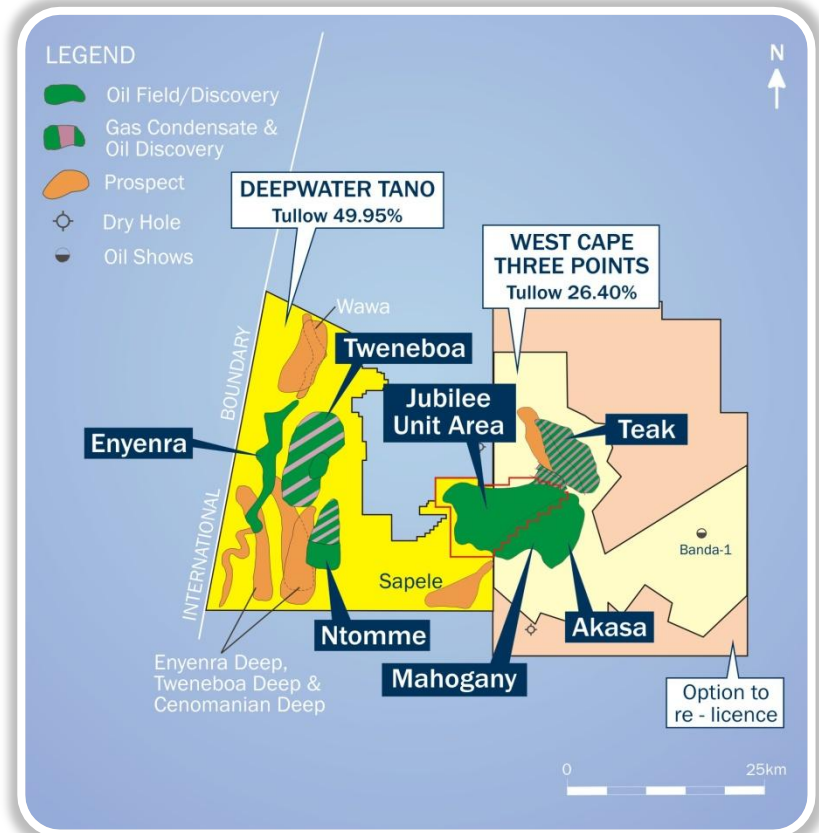 LEGEND
Oil Field/Discovery
Gas Condensate &
Oil Discovery
Prospect
Dry Hole
Oil Shows
N
DEEPWATER TANO
Tullow 49.95%
WEST CAPE
THREE POINTS
Tullow 26.40%
Wawa
BOUNDARY
INTERNATIONAL
Tweneboa
Jubilee
Unit Area
Teak
Enyenra
Banda-1
Sapele
Ntomme
Akasa
Mahogany
Enyenra Deep,
Tweneboa Deep &
Cenomanian Deep
Option to
re - licence
0
25km